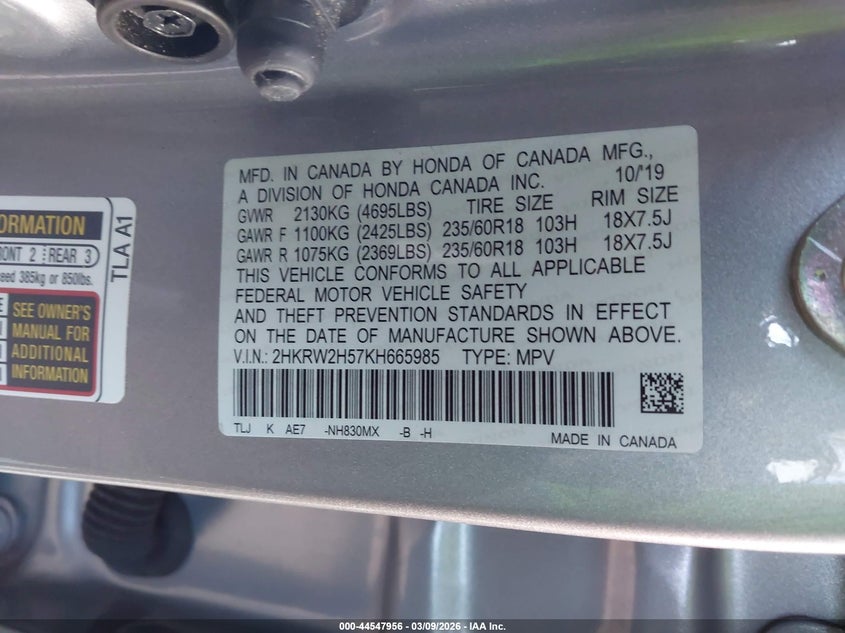 MFD. IN CANADA BY HONDA OF CANADA MFG.,
A DIVISION OF HONDA CANADA INC. 10/'19
GVWR 2130KG (4695LBS) TIRE SIZE RIM SIZE
GAWR F 1100KG (2425LBS) 235/60R18 103H 18X7.5J
GAWR R 1075KG (2369LBS) 235/60R18 103H 18X7.5J
THIS VEHICLE CONFORMS TO ALL APPLICABLE
FEDERAL MOTOR VEHICLE SAFETY
AND THEFT PREVENTION STANDARDS IN EFFECT
ON THE DATE OF MANUFACTURE SHOWN ABOVE.
V.I.N.: 2HKRW2H57KH665985 TYPE: MPV
TLJ K AE7 -NH830MX -B -H
MADE IN CANADA
FRONT 2 REAR 3
385kg or 850lbs.
SEE OWNER'S
MANUAL FOR
ADDITIONAL
INFORMATION
TLA A1
000-44547956 — 03/09/2026 — IAA Inc.